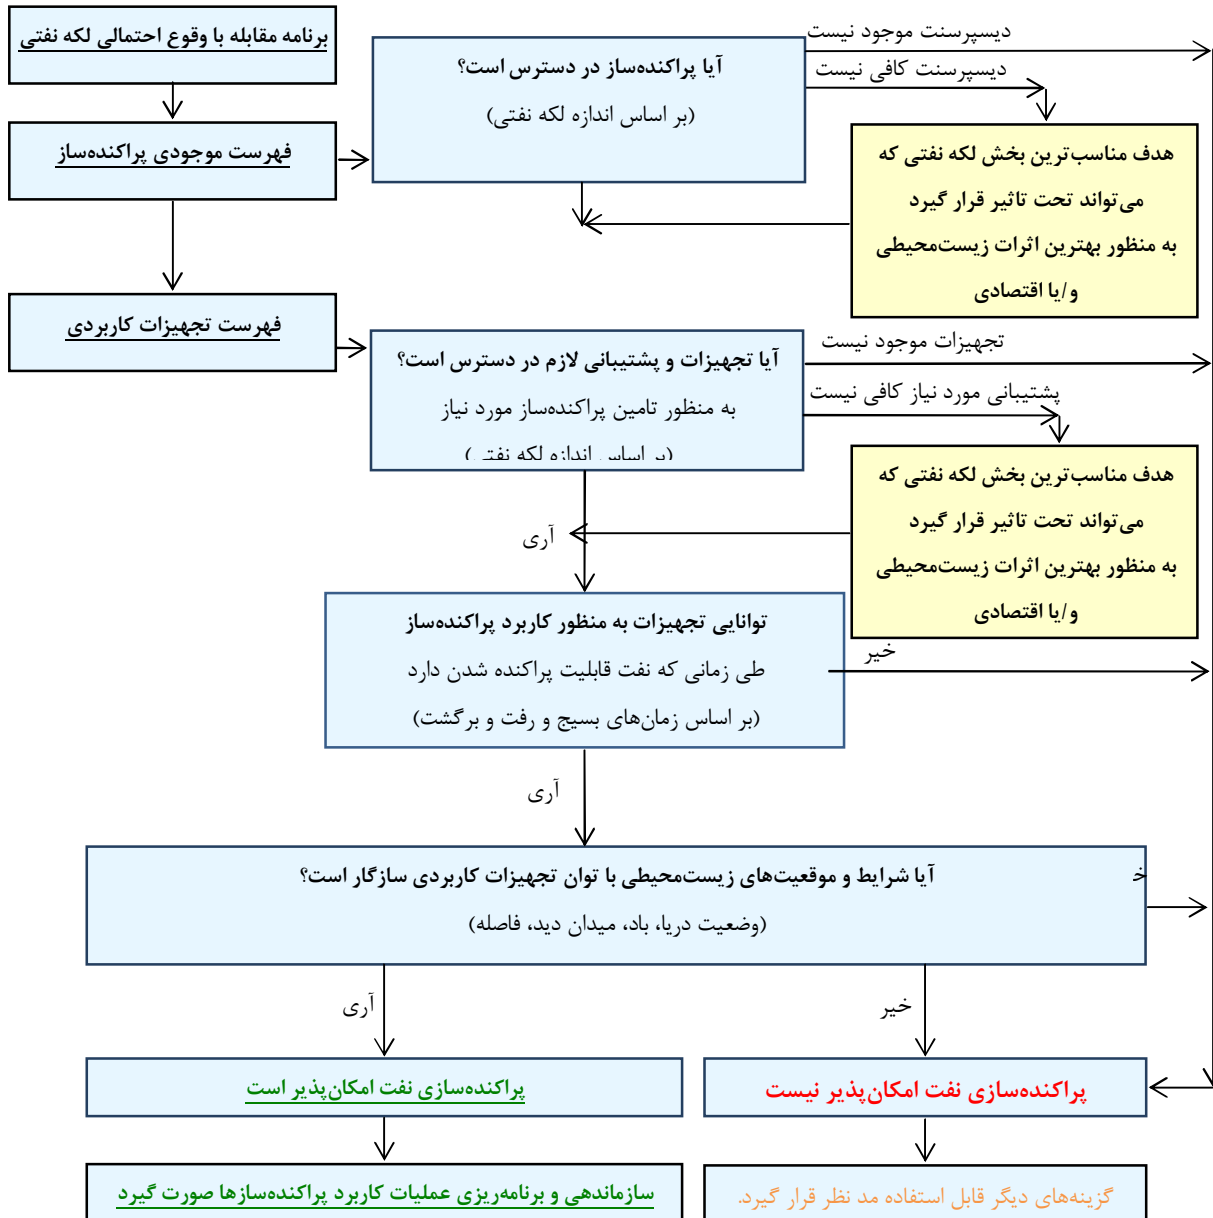 برنامه مقابله با وقوع احتمالی لکه نفتی
فهرست موجودی پراکنده‌ساز
فهرست تجهیزات کاربردی
آیا پراکنده‌ساز در دسترس است؟
(بر اساس اندازه لکه نفتی)
دیسپرسنت موجود نیست
دیسپرسنت کافی نیست
هدف مناسب‌ترین بخش لکه نفتی که
می‌تواند تحت تاثیر قرار گیرد
به منظور بهترین اثرات زیست‌محیطی
و/یا اقتصادی
آیا تجهیزات و پشتیبانی لازم در دسترس است؟
به منظور تامین پراکنده‌ساز مورد نیاز
(بر اساس اندازه لکه نفتی)
تجهیزات موجود نیست
پشتیبانی مورد نیاز کافی نیست
هدف مناسب‌ترین بخش لکه نفتی که
می‌تواند تحت تاثیر قرار گیرد
به منظور بهترین اثرات زیست‌محیطی
و/یا اقتصادی
آری
توانایی تجهیزات به منظور کاربرد پراکنده‌ساز
طی زمانی که نفت قابلیت پراکنده شدن دارد
(بر اساس زمان‌های بسیج و رفت و برگشت)
خیر
آری
آیا شرایط و موقعیت‌های زیست‌محیطی با توان تجهیزات کاربردی سازگار است؟
(وضعیت دریا، باد، میدان دید، فاصله)
آری
خیر
پراکنده‌سازی نفت امکان‌پذیر است
پراکنده‌سازی نفت امکان‌پذیر نیست
سازماندهی و برنامه‌ریزی عملیات کاربرد پراکنده‌سازها صورت گیرد
گزینه‌های دیگر قابل استفاده مد نظر قرار گیرد.